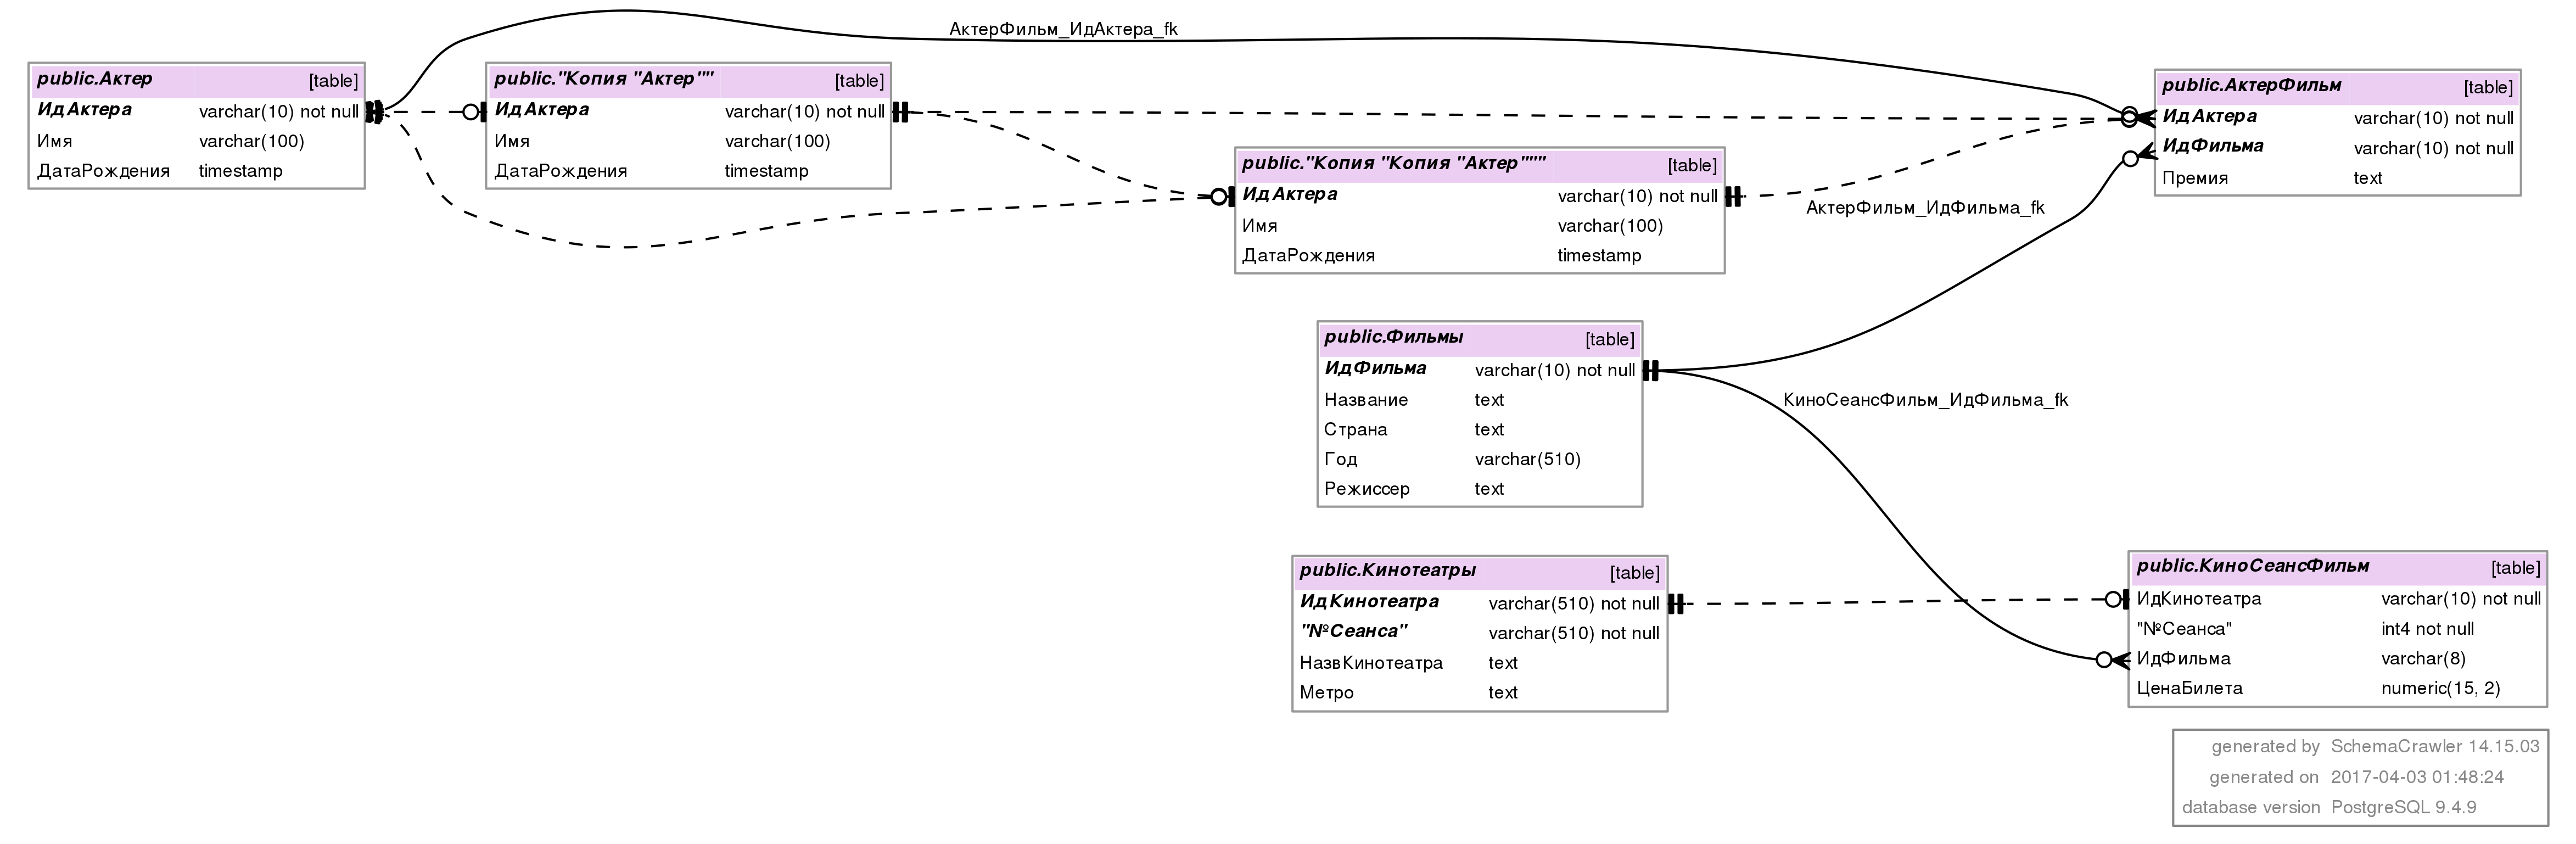 АктерФильм_ИдАктера_fk
public.Актер [table]
ИдАктера varchar(10) not null
Имя varchar(100)
ДатаРождения timestamp
public."Копия "Актер"" [table]
ИдАктера varchar(10) not null
Имя varchar(100)
ДатаРождения timestamp
public.АктерФильм [table]
ИдАктера varchar(10) not null
ИдФильма varchar(10) not null
Премия text
public."Копия "Копия "Актер""" [table]
ИдАктера varchar(10) not null
Имя varchar(100)
ДатаРождения timestamp
АктерФильм_ИдФильма_fk
public.Фильмы [table]
ИдФильма varchar(10) not null
Название text
Страна text
Год varchar(510)
Режиссер text
КиноСеансФильм_ИдФильма_fk
public.Кинотеатры [table]
ИдКинотеатра varchar(510) not null
"№Сеанса" varchar(510) not null
НазвКинотеатра text
Метро text
public.КиноСеансФильм [table]
ИдКинотеатра varchar(10) not null
"№Сеанса" int4 not null
ИдФильма varchar(8)
ЦенаБилета numeric(15, 2)
generated by SchemaCrawler 14.15.03
generated on 2017-04-03 01:48:24
database version PostgreSQL 9.4.9